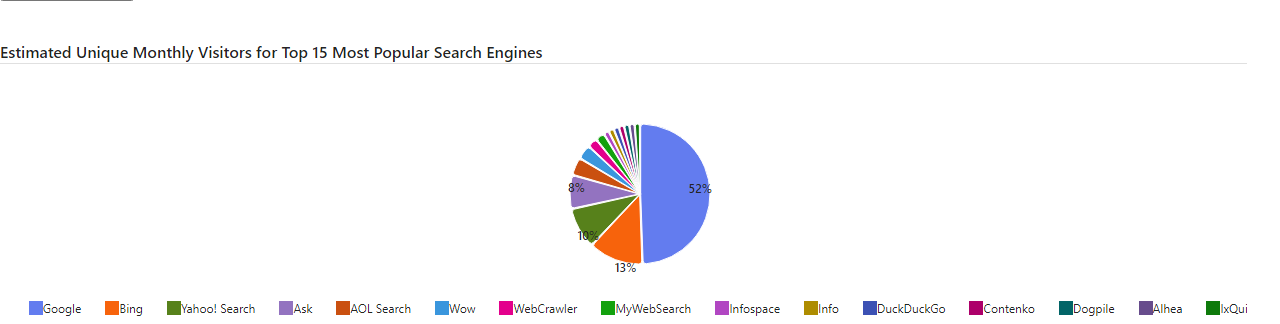 Estimated Unique Monthly Visitors for Top 15 Most Popular Search Engines
52%
8%
10%
13%
Google Bing Yahoo! Search Ask AOL Search Wow WebCrawler MyWebSearch Infospace Info DuckDuckGo Contenko Dogpile Alhea IxQui